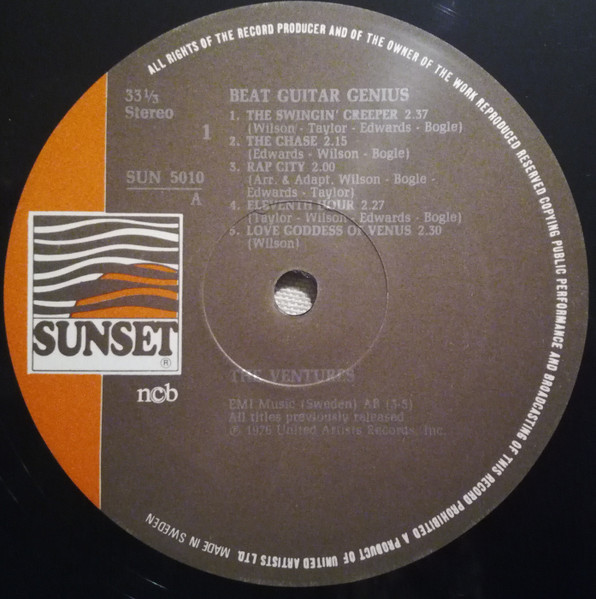 ALL RIGHTS OF THE RECORD PRODUCER AND OF THE OWNER OF THE WORK REPRODUCED RESERVED COPYING PUBLIC PERFORMANCE AND BROADCASTING OF THIS RECORD PROHIBITED A PRODUCT OF UNITED ARTISTS LTD. MADE IN SWEDEN
33 1/3
Stereo
1
SUN 5010
A
BEAT GUITAR GENIUS
1. THE SWINGIN' CREEPER 2.37
(Wilson - Taylor - Edwards - Bogle)
2. THE CHASE 2.15
(Edwards - Wilson - Bogle)
3. RAP CITY 2.00
(Arr. & Adapt. Wilson - Bogle -
Edwards - Taylor)
4. ELEVENTH HOUR 2.27
(Taylor - Wilson - Edwards - Bogle)
5. LOVE GODDESS OF VENUS 2.30
(Wilson)
SUNSET
®
ncb
THE VENTURES
EMI Music (Sweden) AB (3-5)
All titles previously released
℗ 1976 United Artists Records, Inc.